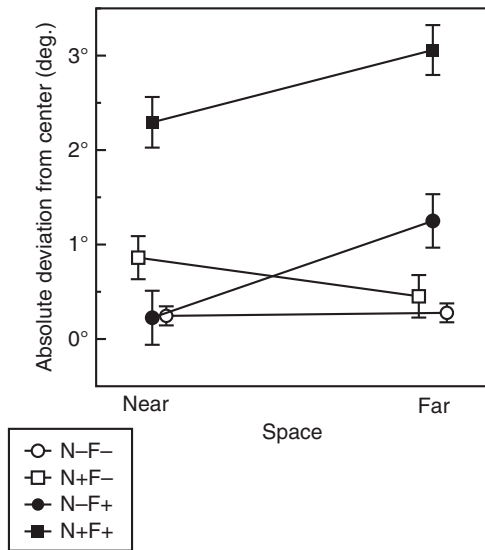 Absolute deviation from center (deg.)
3°
2°
1°
0°
Near
Far
Space
N–F–
N+F–
N–F+
N+F+